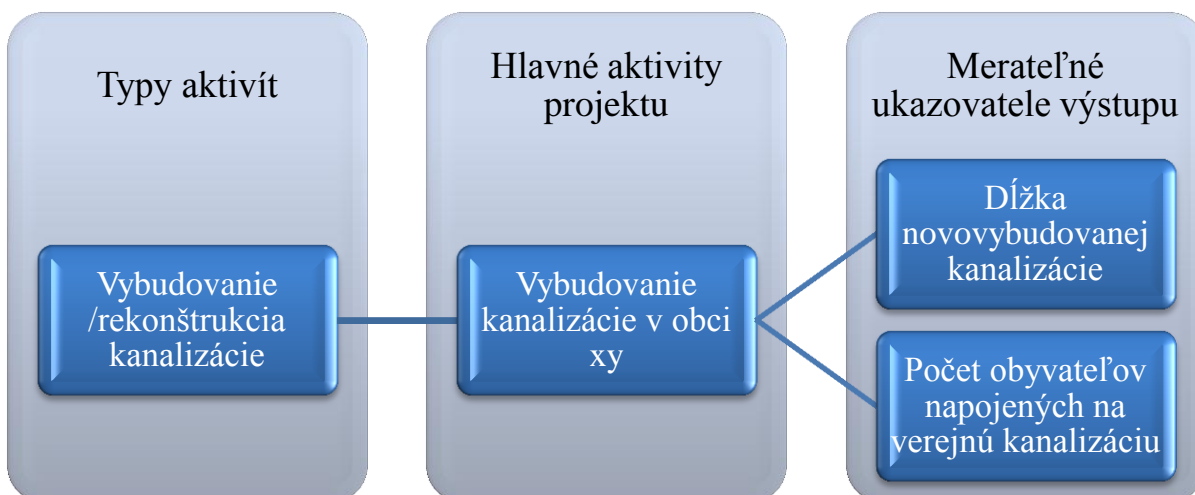 Typy aktivít
Vybudovanie
/rekonštrukcia
kanalizácie
Hlavné aktivity
projektu
Vybudovanie
kanalizácie v obci
xy
Merateľné
ukazovatele výstupu
Dĺžka
novovybudovanej
kanalizácie
Počet obyvateľov
napojených na
verejnú kanalizáciu